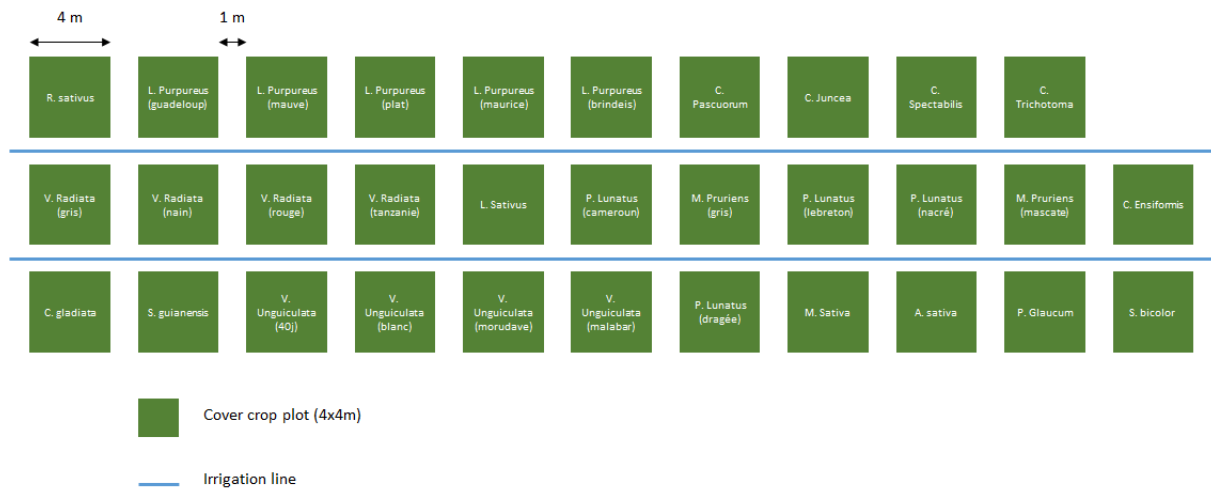 4 m
1 m
R. sativus
L. Purpureus
(guadeloup)
L. Purpureus
(mauve)
L. Purpureus
(plat)
L. Purpureus
(maurice)
L. Purpureus
(brindeis)
C.
Pascuorum
C. Juncea
C.
Spectabilis
C.
Trichotoma
V. Radiata
(gris)
V. Radiata
(nain)
V. Radiata
(rouge)
V. Radiata
(tanzanie)
L. Sativus
P. Lunatus
(cameroun)
M. Pruriens
(gris)
P. Lunatus
(lebreton)
P. Lunatus
(nacré)
M. Pruriens
(mascate)
C. Ensiformis
C. gladiata
S. guianensis
V.
Unguiculata
(40j)
V.
Unguiculata
(blanc)
V.
Unguiculata
(morudave)
V.
Unguiculata
(malabar)
P. Lunatus
(dragée)
M. Sativa
A. sativa
P. Glaucum
S. bicolor
Cover crop plot (4x4m)
Irrigation line